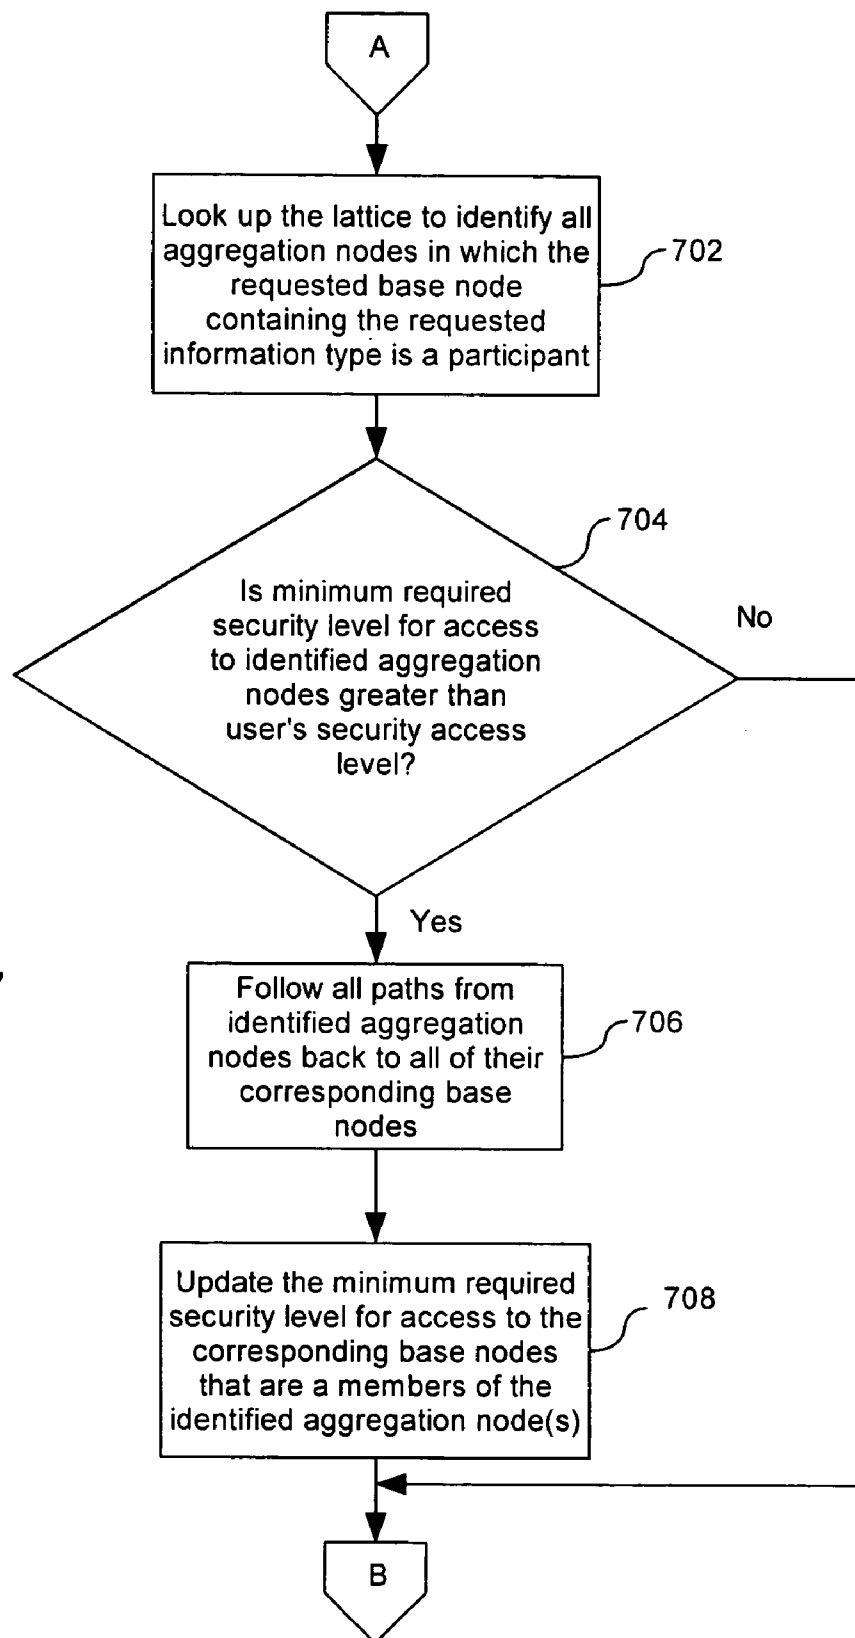 A
Look up the lattice to identify all
aggregation nodes in which the
requested base node
containing the requested
information type is a participant
702
704
Is minimum required
security level for access
to identified aggregation
nodes greater than
user's security access
level?
No
Yes
Follow all paths from
identified aggregation
nodes back to all of their
corresponding base
nodes
706
Update the minimum required
security level for access to the
corresponding base nodes
that are a members of the
identified aggregation node(s)
708
B